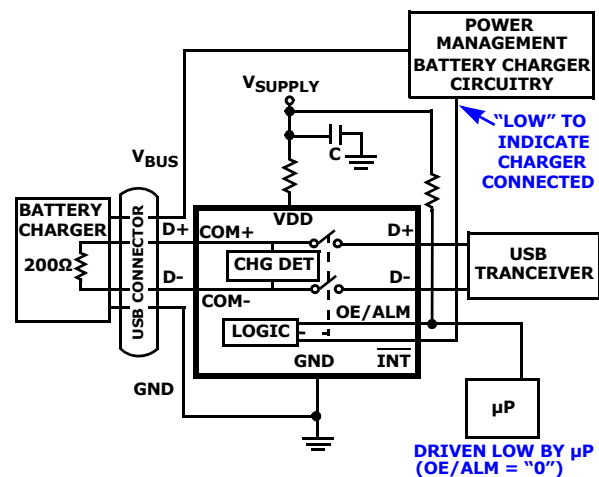 POWER
MANAGEMENT
BATTERY CHARGER
CIRCUITRY
VSUPPLY
"LOW" TO
INDICATE
CHARGER
CONNECTED
C
VBUS
BATTERY
CHARGER
200Ω
USB CONNECTOR
D+
D-
GND
VDD
COM+
COM-
CHG DET
LOGIC
OE/ALM
GND
INT
D+
D-
USB
TRANCEIVER
µP
DRIVEN LOW BY µP
(OE/ALM = "0")